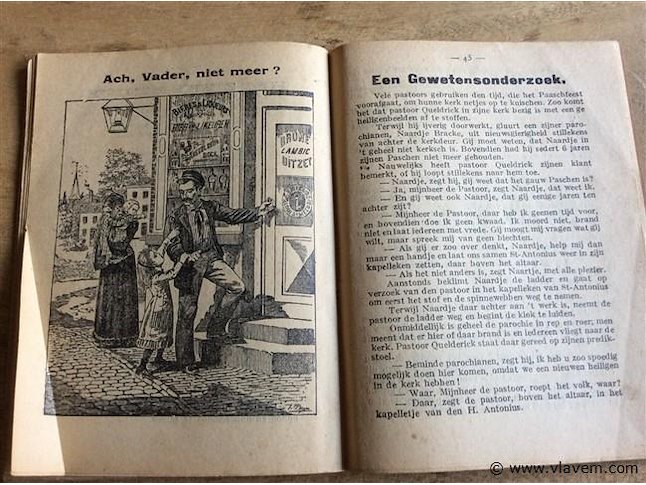 Ach, Vader, niet meer?
BIEREN & LIQUEUREN
BRUINE
LAMBIC
UITZET
— 45 —
Een Gewetensonderzoek.
Vele pastoors gebruiken den tijd, die het Paaschfeest
voorafgaat, om hunne kerk netjes op te kuischen. Zoo komt
het dat pastoor Queldrick in zijne kerk bezig is met een ge
heiligenbeelden af te stoffen.
Terwijl hij ijverig doorwerkt, glaurt een zijner paro-
chianen, Naardje Bracke, uit nieuwsgierigheid stillekens
van achter de kerkdeur. Gij moet weten, dat Naardje in
't geheel niet kerksch is. Bovendien had hij sedert 6 jaren
zijnen Paschen niet meer gehouden.
Nauwelijks heeft pastoor Queldrick zijnen klant
bemerkt, of hij loopt stillekens naar hem toe.
— Naardje, zegt hij, gij weet dat het gauw Paschen is?
— Ja, mijnheer de Pastoor, zegt Naardje, dat weet ik.
— En gij weet ook Naardje, dat gij eenige jaren ten
achter zijt?
— Mijnheer de Pastoor, daar heb ik geenen tijd voor,
en bovendien doe ik geen kwaad. Ik moord niet, brand
niet en laat iedereen met vrede. Gij moogt mij vragen wat gij
wilt, maar spreek mij van geen biechten.
— Als gij er zoo over denkt, Naardje, help mij dan
maar een handje en laat ons samen St-Antonius weer in zijn
kapelleken zetten, daar hoven het altaar.
— Als het niet anders is, zegt Naardje, met alle plezier.
Aanstonds beklimt Naardje de ladder en gaat op
verzoek van den pastoor in het kapelleken van St-Antonius
om eerst het stof en de spinnewebben weg te nemen.
Terwijl Naardje daar achter aan 't werk is, neemt de
pastoor de ladder weg en begint de klok te luiden.
Onmiddellijk is geheel de parochie in rep en roer; men
meent dat er hier of daar brand is en iedereen vliegt naar de
kerk. Pastoor Quelderick staat daar gereed op zijnen predik-
stoel.
— Beminde parochianen, zegt hij, ik heb u zoo spoedig
mogelijk doen hier komen, omdat we een nieuwen heiligen
in de kerk hebben!
— Waar, Mijnheer de pastoor, roept het volk, waar?
— Daar, zegt de pastoor, boven het altaar, in het
kapelletje van den H. Antonius.
© www.vlavem.com